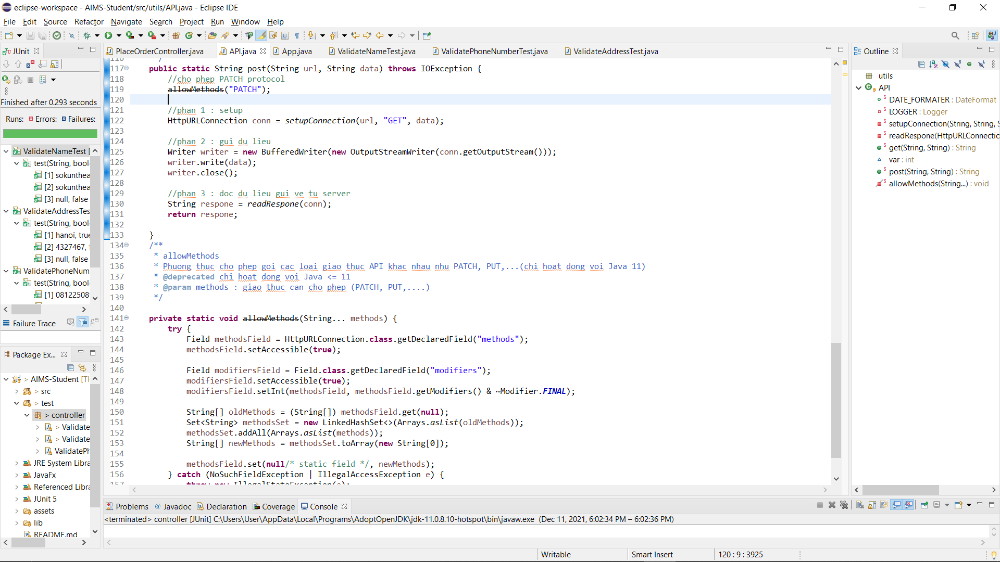 eclipse-workspace - AIMS-Student/src/utils/API.java - Eclipse IDE
File Edit Source Refactor Navigate Search Project Run Window Help
JUnit
Finished after 0.293 seconds
Runs: Errors: Failures:
ValidateNameTest [
test(String, bool
[1] sokunthea
[2] sokunthea
[3] null, false
ValidateAddressTes
test(String, bool
[1] hanoi, true
[2] 4327467,
[3] null, false
ValidatePhoneNum
test(String, bool
[1] 08122508
Failure Trace
Package Ex...
> AIMS-Student [TH
> src
> test
> controller
> Validate
> Validate
ValidatePh
JRE System Libra
JavaFx
Referenced Libra
JUnit 5
assets
lib
README.md
PlaceOrderController.java API.java App.java ValidateNameTest.java ValidatePhoneNumberTest.java ValidateAddressTest.java
116 */
117 public static String post(String url, String data) throws IOException {
118 //cho phep PATCH protocol
119 allowMethods("PATCH");
120
121 //phan 1 : setup
122 HttpURLConnection conn = setupConnection(url, "GET", data);
123
124 //phan 2 : gui du lieu
125 Writer writer = new BufferedWriter(new OutputStreamWriter(conn.getOutputStream()));
126 writer.write(data);
127 writer.close();
128
129 //phan 3 : doc du lieu gui ve tu server
130 String respone = readRespone(conn);
131 return respone;
132
133 }
134 /**
135 * allowMethods
136 * Phuong thuc cho phep goi cac loai giao thuc API khac nhau nhu PATCH, PUT,...(chi hoat dong voi Java 11)
137 * @deprecated chi hoat dong voi Java <= 11
138 * @param methods : giao thuc can cho phep (PATCH, PUT,....)
139 */
140
141 private static void allowMethods(String... methods) {
142 try {
143 Field methodsField = HttpURLConnection.class.getDeclaredField("methods");
144 methodsField.setAccessible(true);
145
146 Field modifiersField = Field.class.getDeclaredField("modifiers");
147 modifiersField.setAccessible(true);
148 modifiersField.setInt(methodsField, methodsField.getModifiers() & ~Modifier.FINAL);
149
150 String[] oldMethods = (String[]) methodsField.get(null);
151 Set<String> methodsSet = new LinkedHashSet<>(Arrays.asList(oldMethods));
152 methodsSet.addAll(Arrays.asList(methods));
153 String[] newMethods = methodsSet.toArray(new String[0]);
154
155 methodsField.set(null/* static field */, newMethods);
156 } catch (NoSuchFieldException | IllegalAccessException e) {
157 throw new IllegalStateException(e);
Outline
utils
API
DATE_FORMATER : DateFormat
LOGGER : Logger
setupConnection(String, String, S
readRespone(HttpURLConnectio
get(String, String) : String
var : int
post(String, String) : String
allowMethods(String...) : void
Problems Javadoc Declaration Coverage Console
<terminated> controller [JUnit] C:\Users\User\AppData\Local\Programs\AdoptOpenJDK\jdk-11.0.8.10-hotspot\bin\javaw.exe (Dec 11, 2021, 6:02:34 PM – 6:02:36 PM)
Writable Smart Insert 120 : 9 : 3925